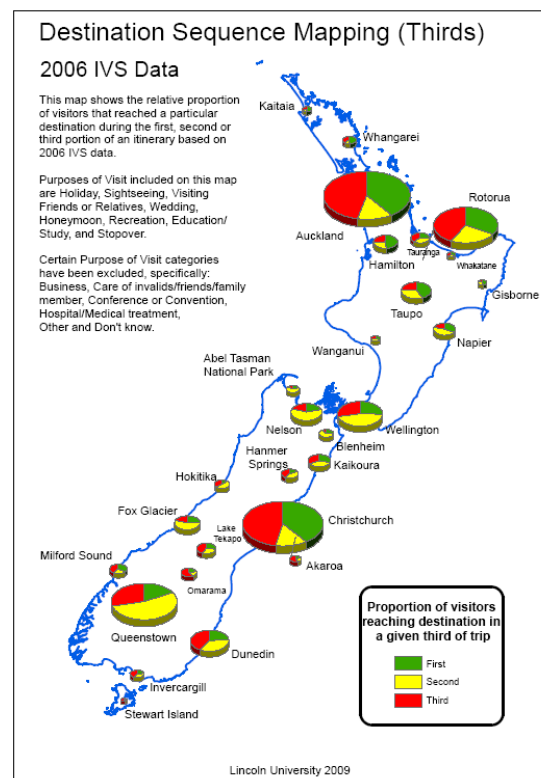 Destination Sequence Mapping (Thirds)
2006 IVS Data
This map shows the relative proportion
of visitors that reached a particular
destination during the first, second or
third portion of an itinerary based on
2006 IVS data.
Purposes of Visit included on this map
are Holiday, Sightseeing, Visiting
Friends or Relatives, Wedding,
Honeymoon, Recreation, Education/
Study, and Stopover.
Certain Purpose of Visit categories
have been excluded, specifically:
Business, Care of invalids/friends/family
member, Conference or Convention,
Hospital/Medical treatment,
Other and Don't know.
Kaitaia
Whangarei
Auckland
Rotorua
Tauranga
Hamilton
Whakatane
Gisborne
Taupo
Napier
Wanganui
Abel Tasman
National Park
Nelson
Wellington
Blenheim
Hanmer
Springs
Kaikoura
Hokitika
Fox Glacier
Lake
Tekapo
Christchurch
Akaroa
Milford Sound
Omarama
Queenstown
Dunedin
Invercargill
Stewart Island
Proportion of visitors
reaching destination in
a given third of trip
First
Second
Third
Lincoln University 2009